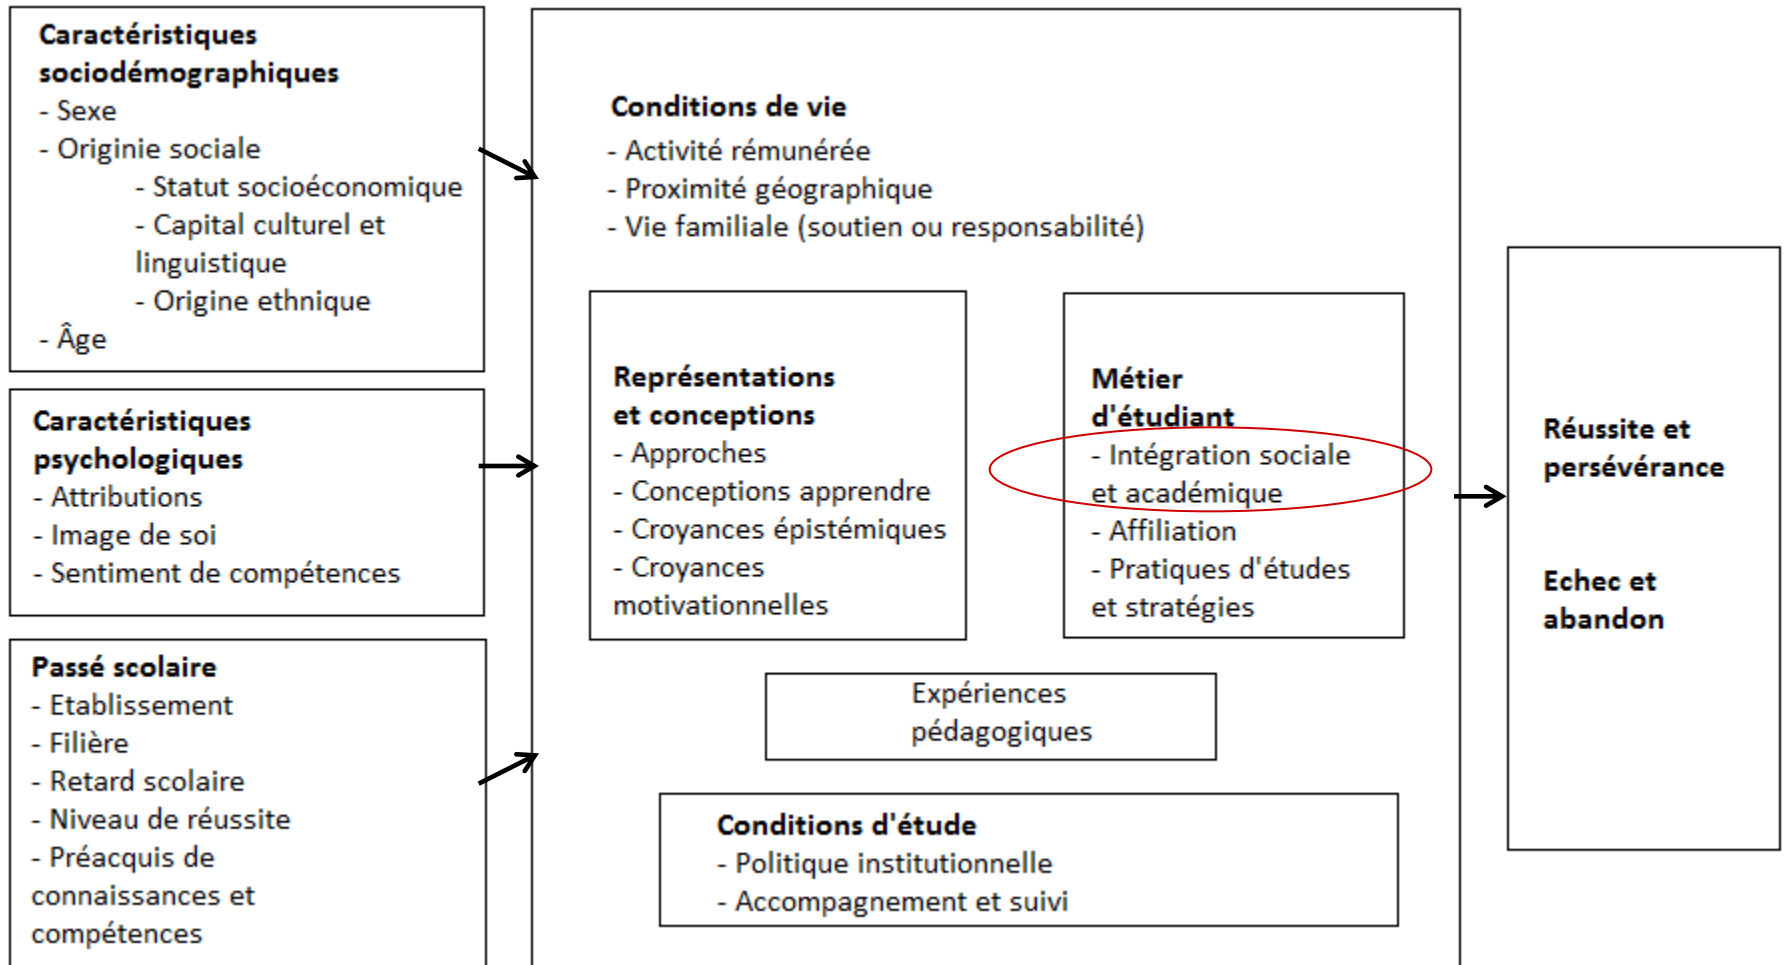 Caractéristiques
sociodémographiques
- Sexe
- Originie sociale
- Statut socioéconomique
- Capital culturel et
linguistique
- Origine ethnique
- Âge
Caractéristiques
psychologiques
- Attributions
- Image de soi
- Sentiment de compétences
Passé scolaire
- Etablissement
- Filière
- Retard scolaire
- Niveau de réussite
- Préacquis de
connaissances et
compétences
Conditions de vie
- Activité rémunérée
- Proximité géographique
- Vie familiale (soutien ou responsabilité)
Représentations
et conceptions
- Approches
- Conceptions apprendre
- Croyances épistémiques
- Croyances
motivationnelles
Métier
d'étudiant
- Intégration sociale
et académique
- Affiliation
- Pratiques d'études
et stratégies
Expériences
pédagogiques
Conditions d'étude
- Politique institutionnelle
- Accompagnement et suivi
Réussite et
persévérance
Echec et
abandon